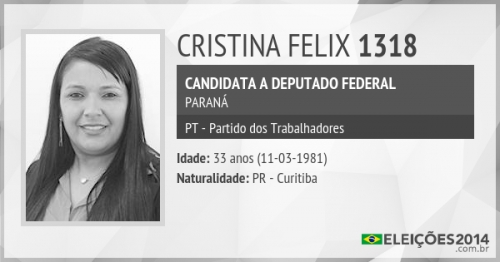 CRISTINA FELIX 1318
CANDIDATA A DEPUTADO FEDERAL
PARANÁ
PT - Partido dos Trabalhadores
Idade: 33 anos (11-03-1981)
Naturalidade: PR - Curitiba
ELEIÇÕES2014
.com.br